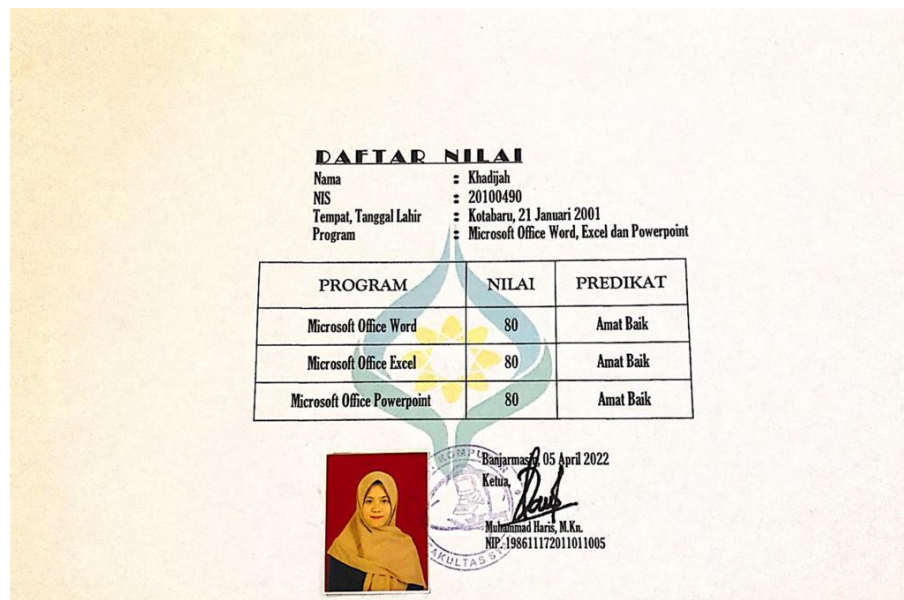 DAFTAR NILAI
Nama : Khadijah
NIS : 20100490
Tempat, Tanggal Lahir : Kotabaru, 21 Januari 2001
Program : Microsoft Office Word, Excel dan Powerpoint
PROGRAM NILAI PREDIKAT
Microsoft Office Word 80 Amat Baik
Microsoft Office Excel 80 Amat Baik
Microsoft Office Powerpoint 80 Amat Baik
Banjarmasin, 05 April 2022
Ketua,
Muhammad Haris, M.Kn.
NIP. 198611172011011005